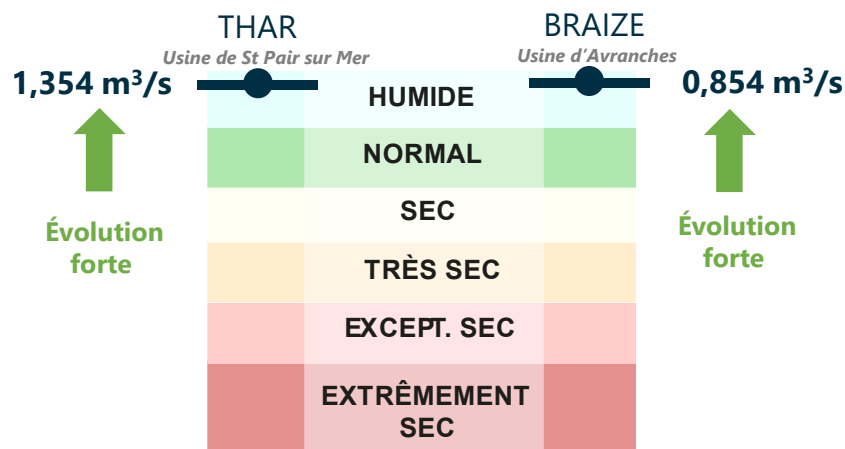 THAR
Usine de St Pair sur Mer
BRAIZE
Usine d'Avranches
1,354 m³/s
0,854 m³/s
HUMIDE
NORMAL
SEC
TRÈS SEC
EXCEPT. SEC
EXTRÊMEMENT
SEC
Évolution
forte
Évolution
forte